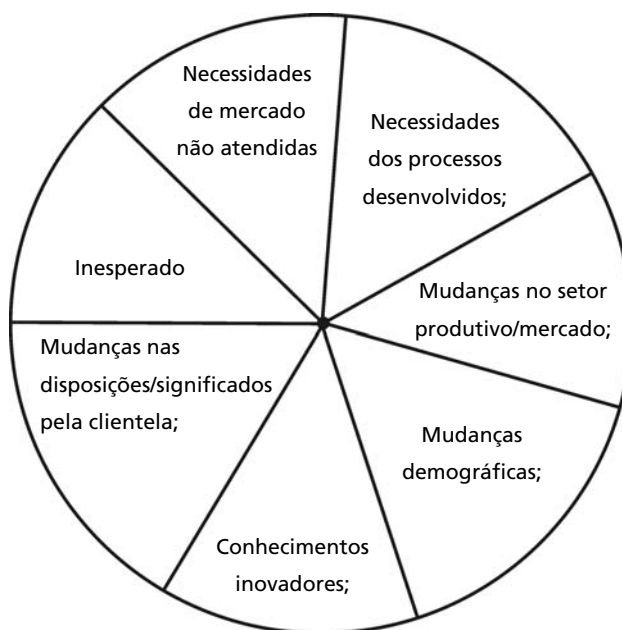 Necessidades
de mercado
não atendidas
Necessidades
dos processos
desenvolvidos;
Inesperado
Mudanças no setor
produtivo/mercado;
Mudanças nas
disposições/significados
pela clientela;
Mudanças
demográficas;
Conhecimentos
inovadores;